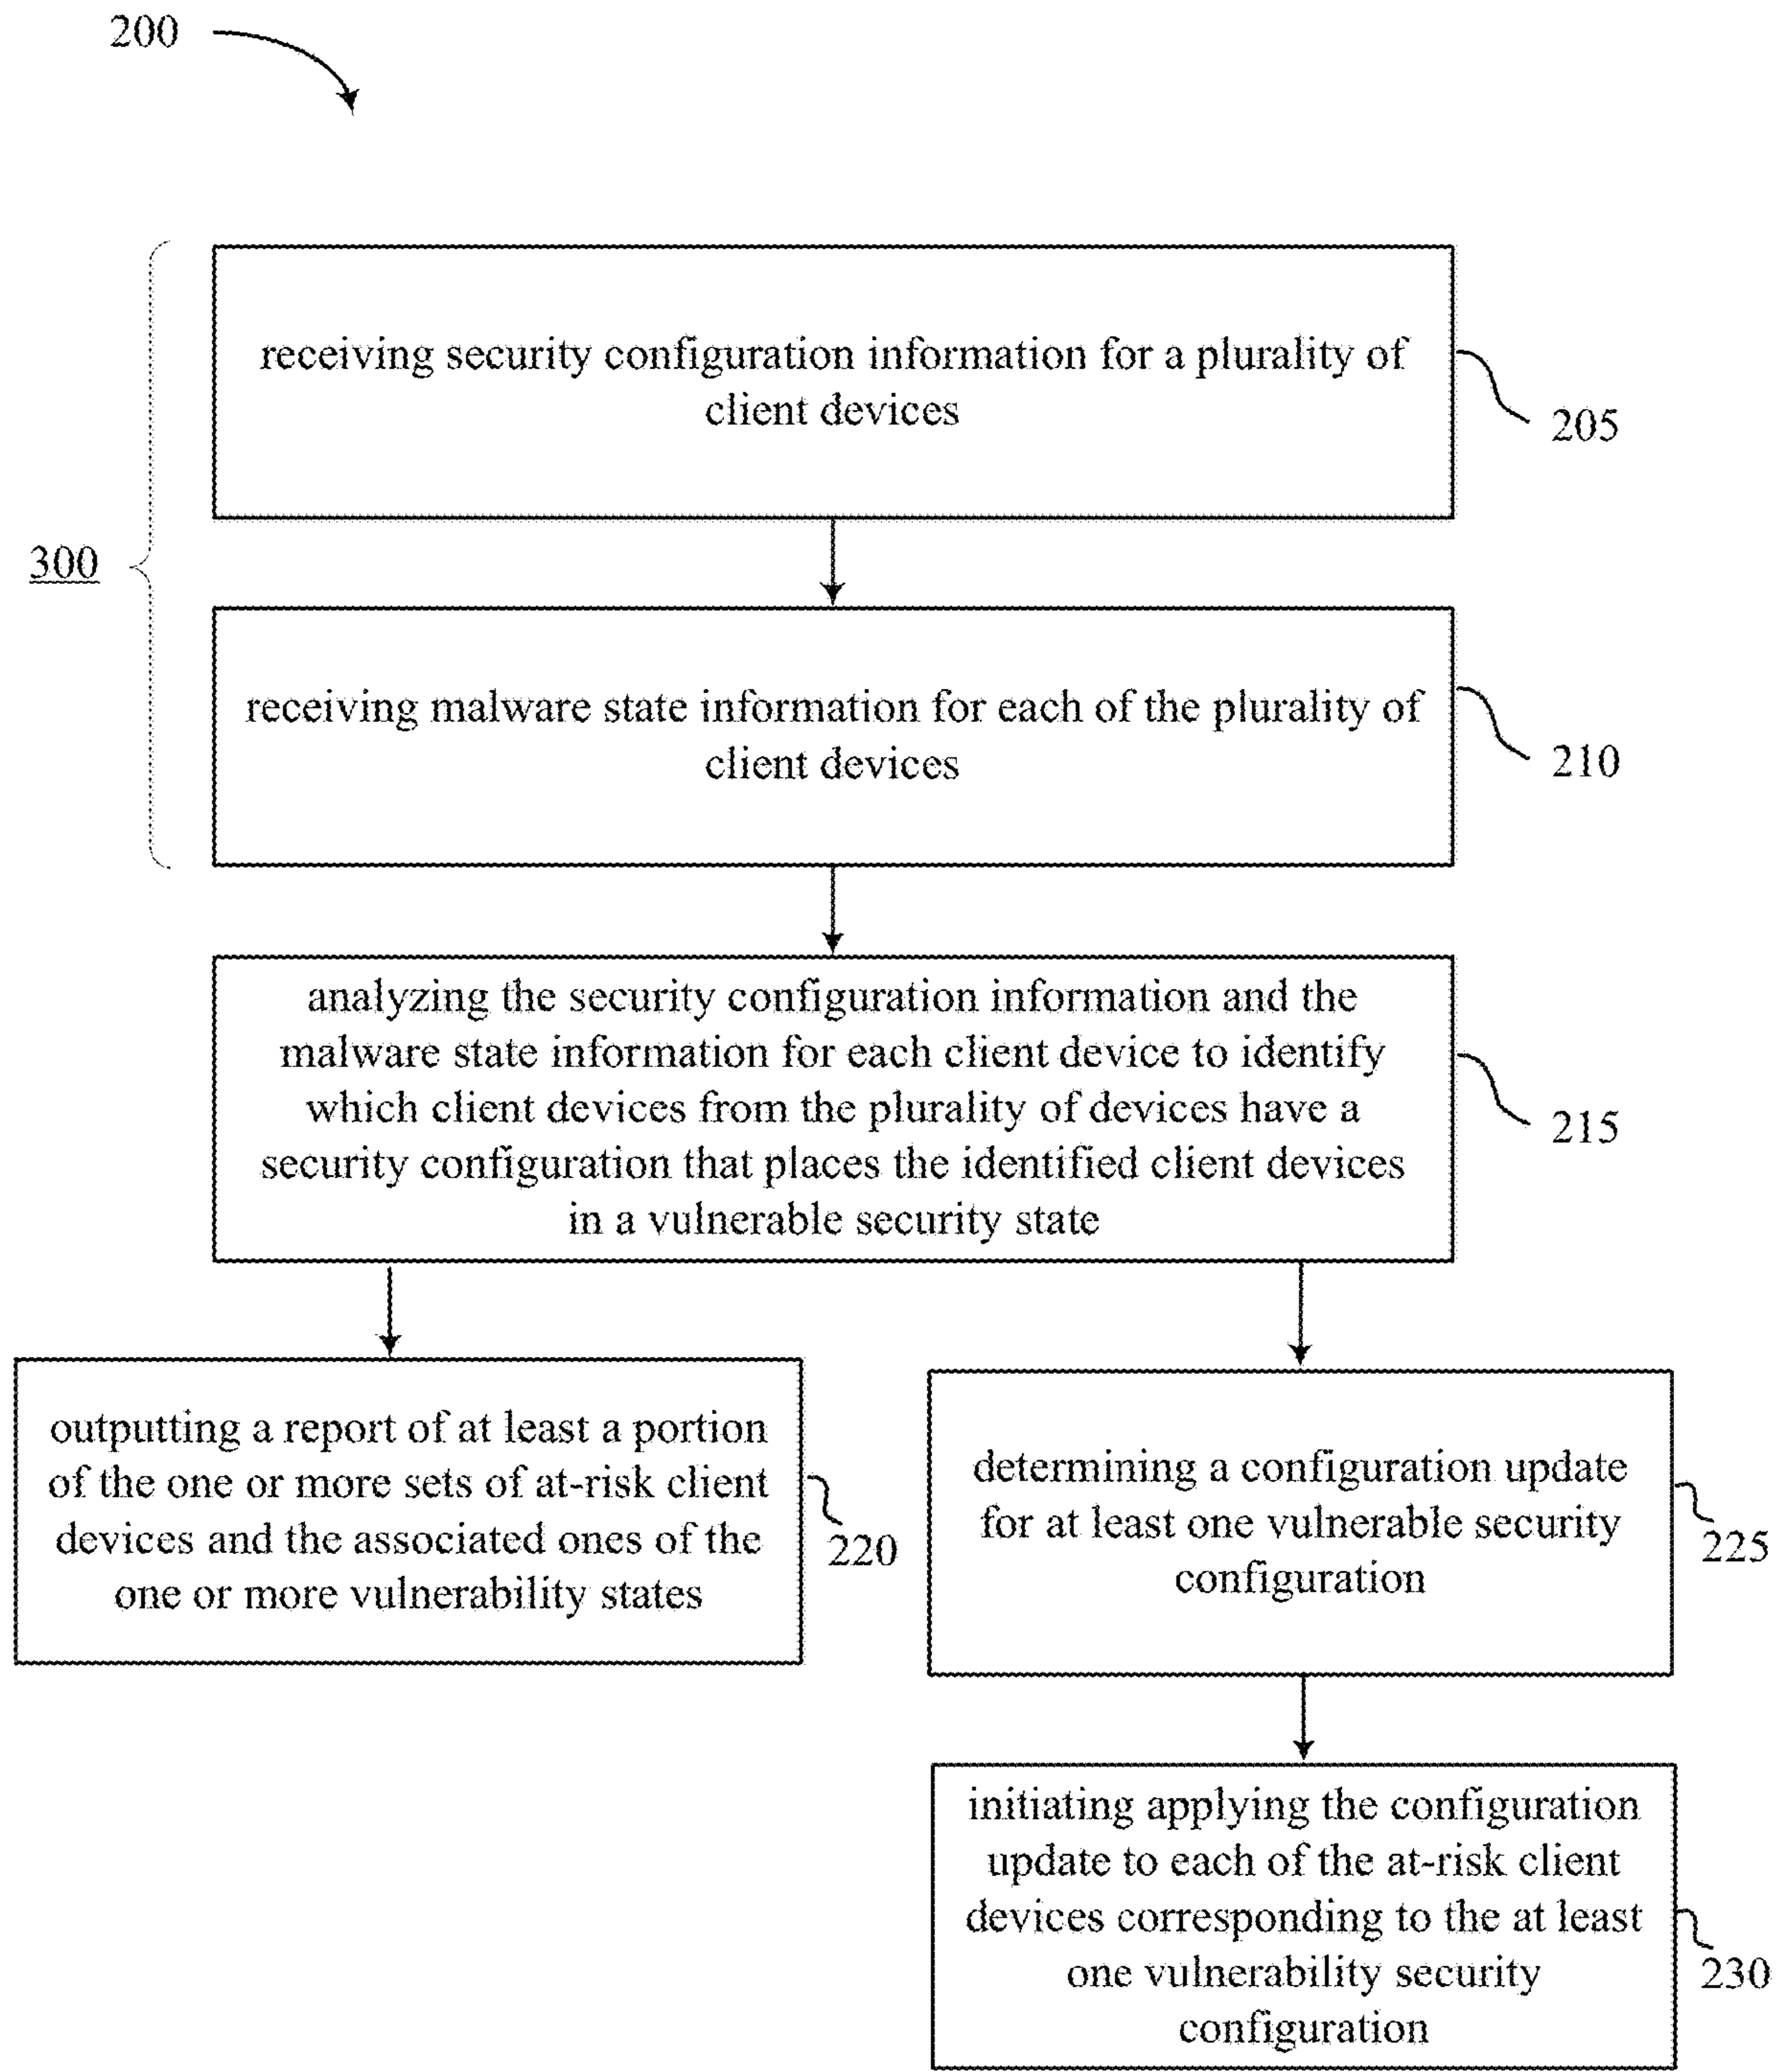 200
receiving security configuration information for a plurality of
client devices
205
300
receiving malware state information for each of the plurality of
client devices
210
analyzing the security configuration information and the
malware state information for each client device to identify
which client devices from the plurality of devices have a
security configuration that places the identified client devices
in a vulnerable security state
215
outputting a report of at least a portion
of the one or more sets of at-risk client
devices and the associated ones of the
one or more vulnerability states
220
determining a configuration update
for at least one vulnerable security
configuration
225
initiating applying the configuration
update to each of the at-risk client
devices corresponding to the at least
one vulnerability security
configuration
230